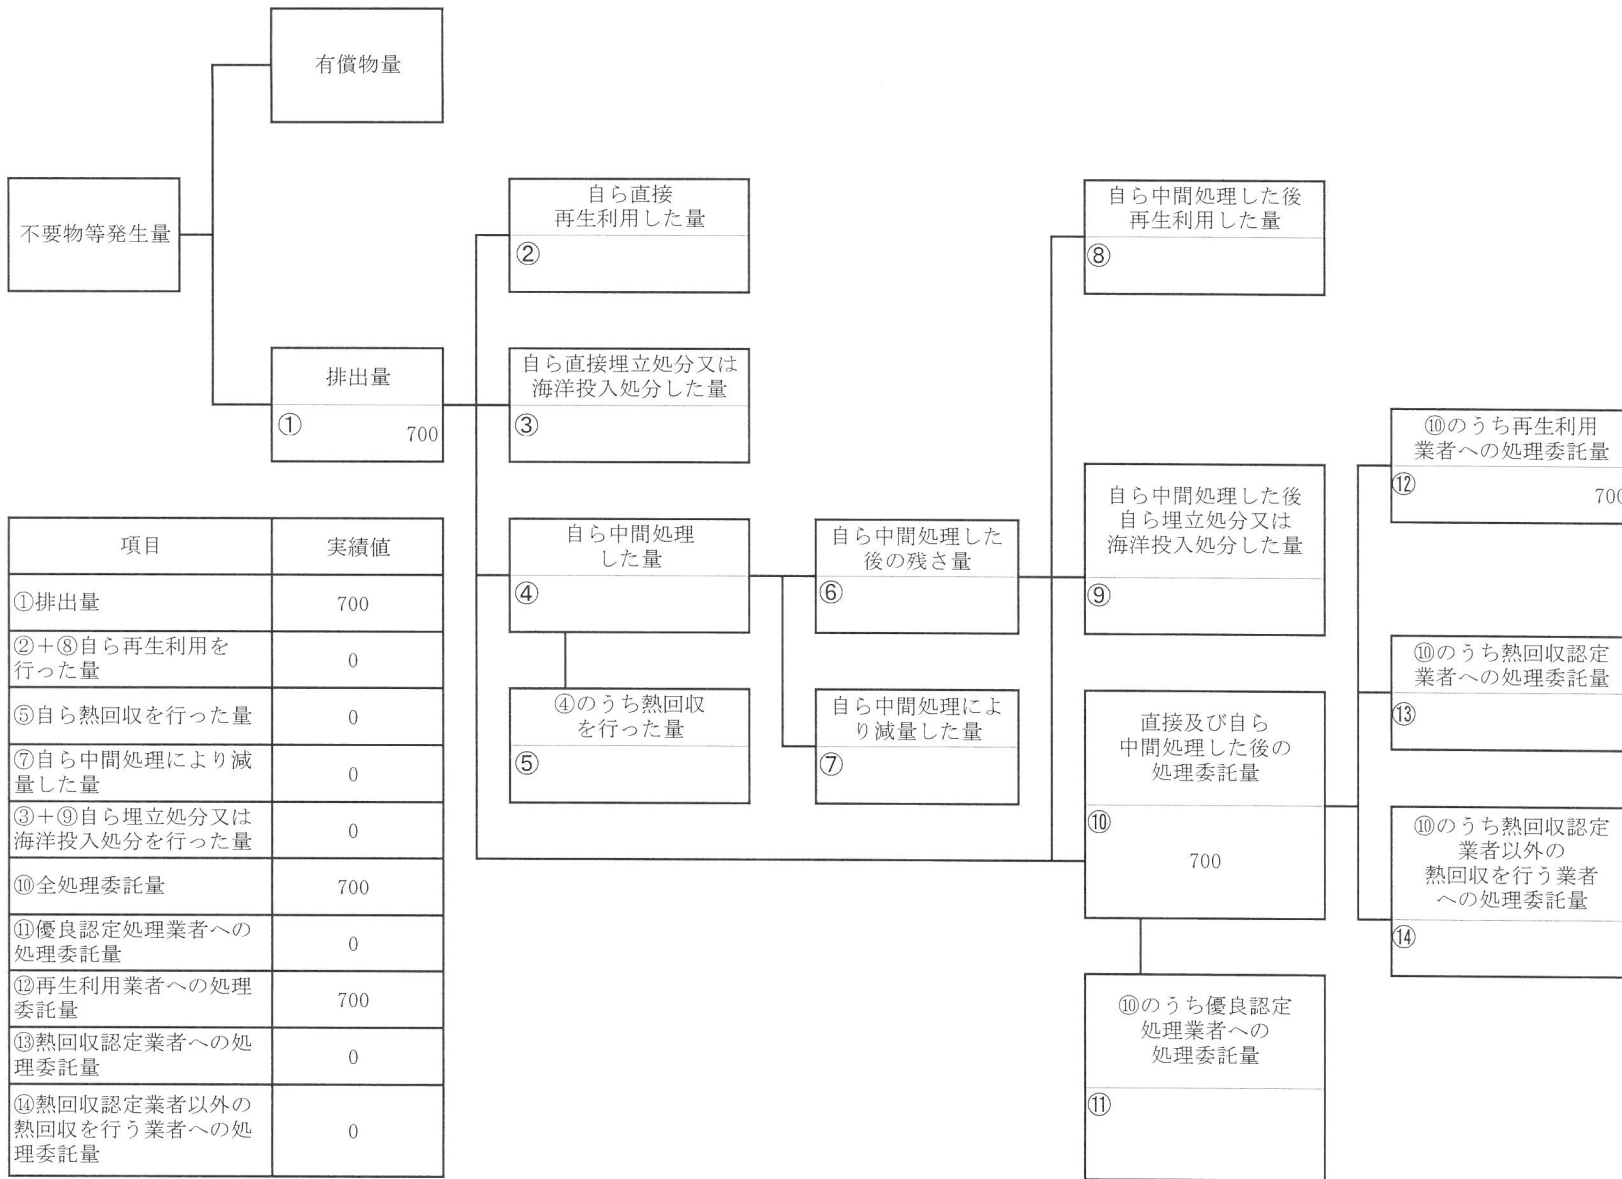 有償物量
不要物等発生量
排出量
①
700
自ら直接
再生利用した量
②
自ら直接埋立処分又は
海洋投入処分した量
③
自ら中間処理
した量
④
④のうち熱回収
を行った量
⑤
自ら中間処理した
後の残さ量
⑥
自ら中間処理によ
り減量した量
⑦
自ら中間処理した後
再生利用した量
⑧
自ら中間処理した後
自ら埋立処分又は
海洋投入処分した量
⑨
直接及び自ら
中間処理した後の
処理委託量
⑩
700
⑩のうち優良認定
処理業者への
処理委託量
⑪
⑩のうち再生利用
業者への処理委託量
⑫
700
⑩のうち熱回収認定
業者への処理委託量
⑬
⑩のうち熱回収認定
業者以外の
熱回収を行う業者
への処理委託量
⑭
項目 実績値
①排出量 700
②+⑧自ら再生利用を
行った量 0
⑤自ら熱回収を行った量 0
⑦自ら中間処理により減
量した量 0
③+⑨自ら埋立処分又は
海洋投入処分を行った量 0
⑩全処理委託量 700
⑪優良認定処理業者への
処理委託量 0
⑫再生利用業者への処理
委託量 700
⑬熱回収認定業者への処
理委託量 0
⑭熱回収認定業者以外の
熱回収を行う業者への処
理委託量 0